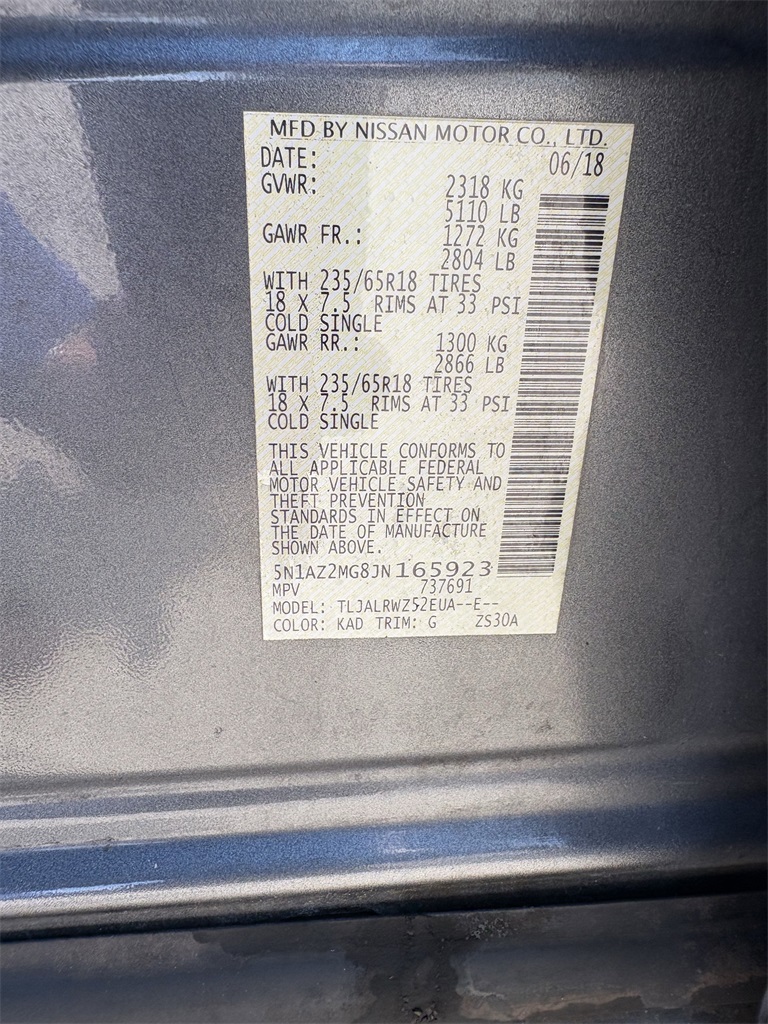 MFD BY NISSAN MOTOR CO., LTD.
DATE: 06/18
GVWR: 2318 KG
5110 LB
GAWR FR.: 1272 KG
2804 LB
WITH 235/65R18 TIRES
18 X 7.5 RIMS AT 33 PSI
COLD SINGLE
GAWR RR.: 1300 KG
2866 LB
WITH 235/65R18 TIRES
18 X 7.5 RIMS AT 33 PSI
COLD SINGLE
THIS VEHICLE CONFORMS TO
ALL APPLICABLE FEDERAL
MOTOR VEHICLE SAFETY AND
THEFT PREVENTION
STANDARDS IN EFFECT ON
THE DATE OF MANUFACTURE
SHOWN ABOVE.
5N1AZ2MG8JN165923
MPV 737691
MODEL: TLJALRWZ52EUA--E--
COLOR: KAD TRIM: G ZS30A